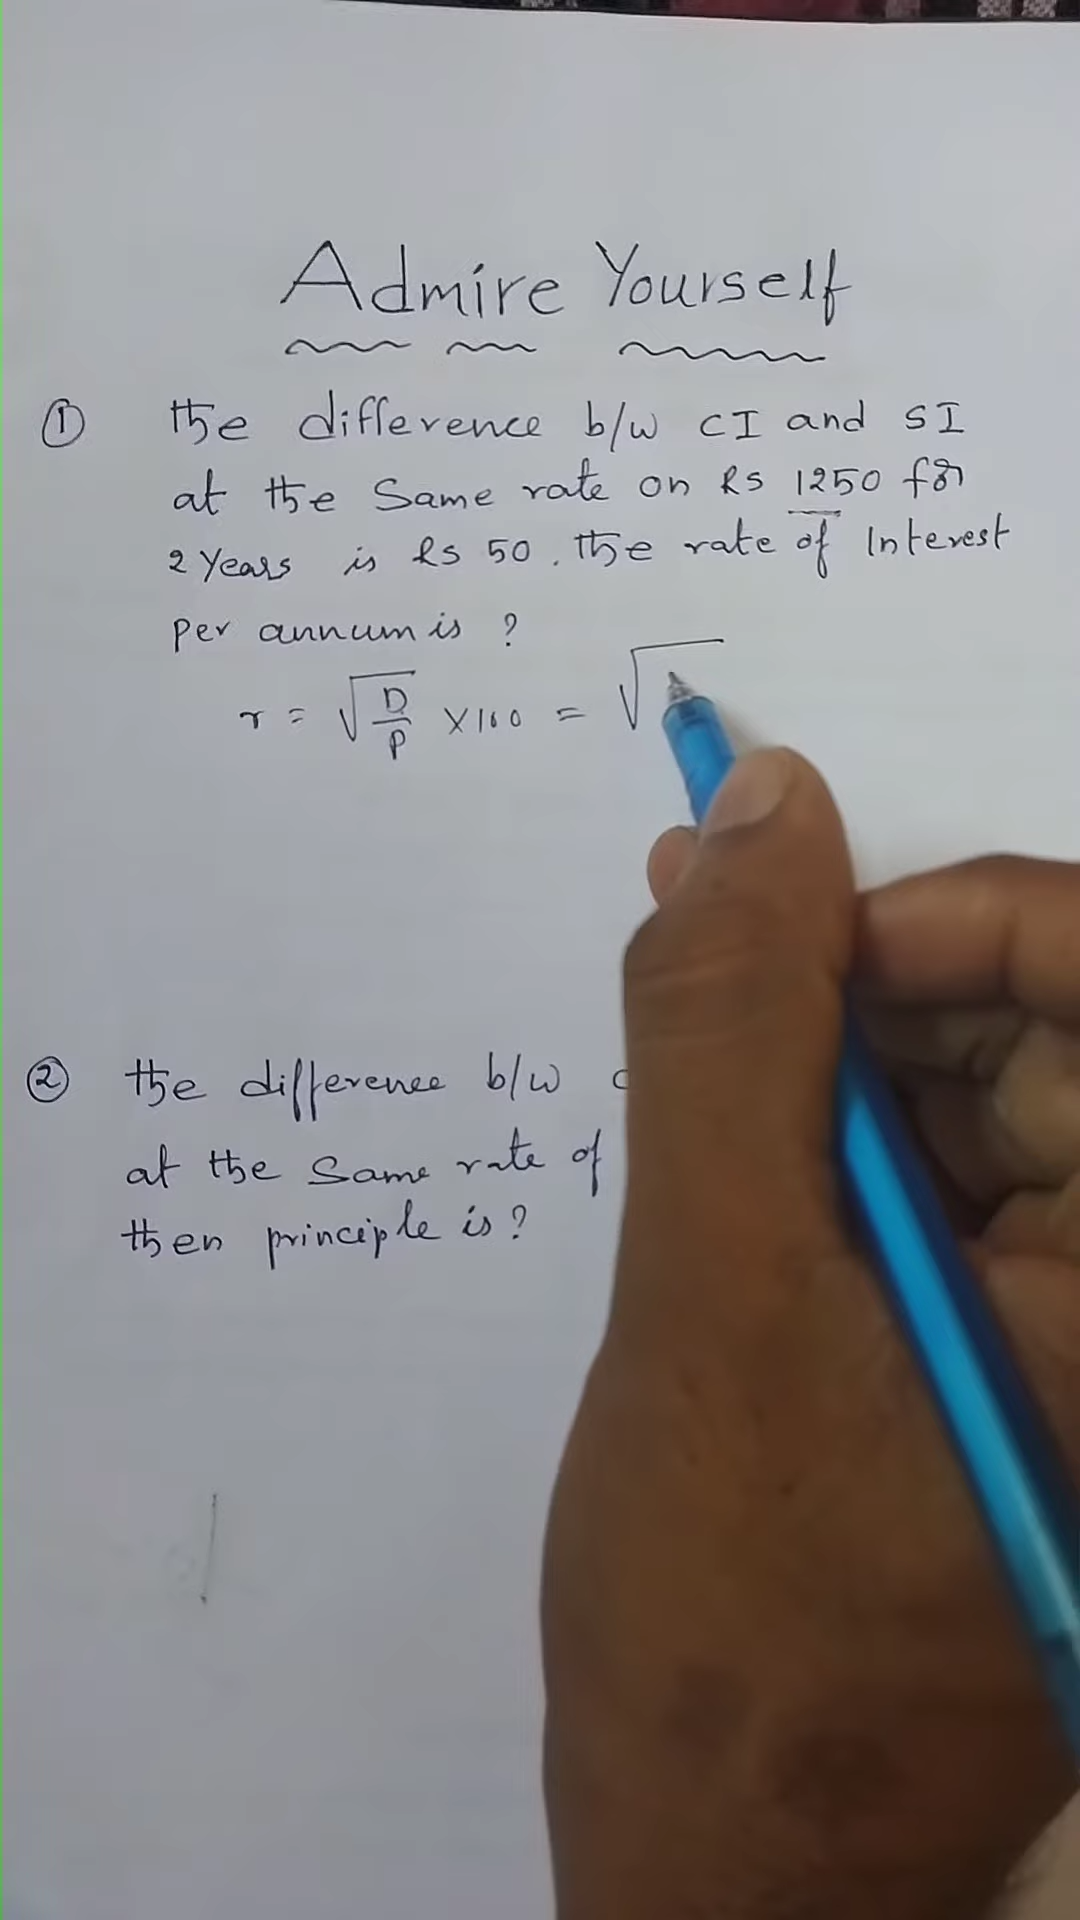 Admire Yourself
① the difference b/w CI and SI
at the same rate on Rs 1250 for
2 Years is Rs 50. the rate of Interest
per annum is ?
r = √D/P × 100 = √
② the difference b/w
at the same rate of
then principle is?